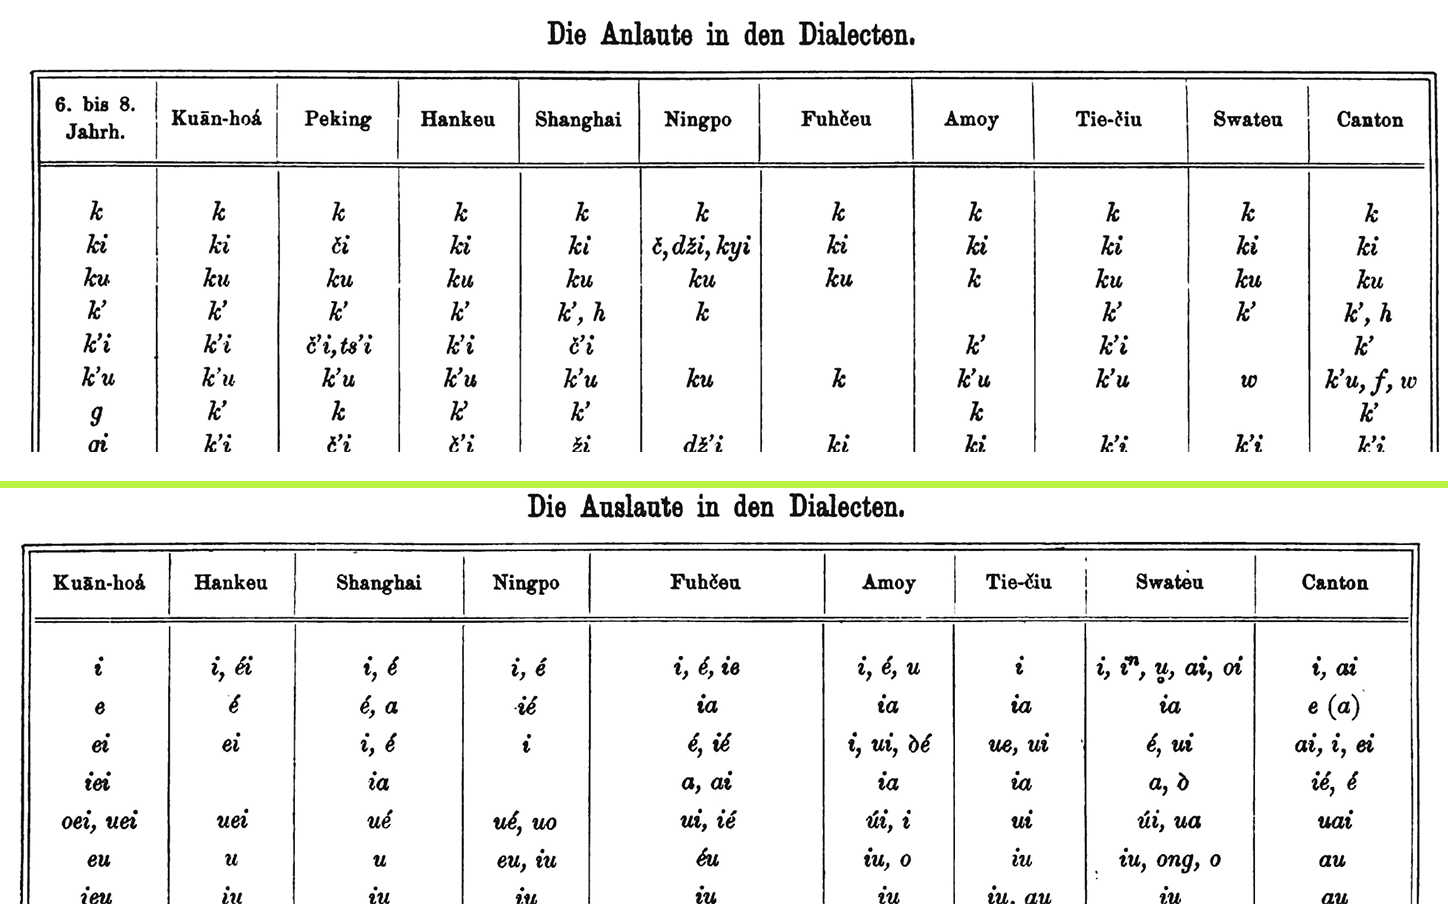 Die Anlaute in den Dialecten.
6. bis 8. Jahrh. Kuān-hoá Peking Hankeu Shanghai Ningpo Fuhčeu Amoy Tie-čiu Swateu Canton
k k k k k k k k k k k
ki ki či ki ki č, dži, kyi ki ki ki ki ki
ku ku ku ku ku ku ku k ku ku ku
k’ k’ k’ k’ k’, h k k’ k’ k’, h
k’i k’i č’i, ts’i k’i č’i k’ k’i k’
k’u k’u k’u k’u k’u ku k k’u k’u w k’u, f, w
g k’ k k’ k’ k k’
gi k’i č’i č’i ži dž’i ki ki k’i k’i k’i
Die Auslaute in den Dialecten.
Kuān-hoá Hankeu Shanghai Ningpo Fuhčeu Amoy Tie-čiu Swateu Canton
i i, éi i, é i, é i, é, ie i, é, u i i, iⁿ, ṳ, ai, oi i, ai
e é é, a ié ia ia ia ia e (a)
ei ei i, é i é, ié i, ui, òé ue, ui é, ui ai, i, ei
iei ia a, ai ia ia a, ò ié, é
oei, uei uei ué ué, uo ui, ié úi, i ui úi, ua uai
eu u u eu, iu éu iu, o iu iu, ong, o au
ieu iu iu iu iu iu iu, au iu au